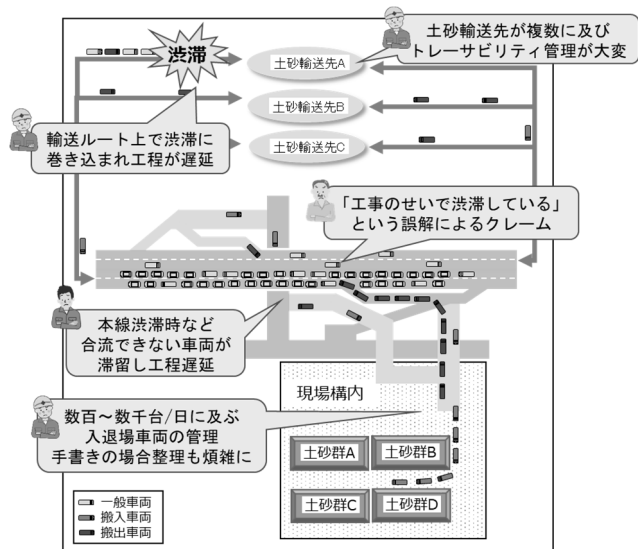 土砂輸送先が複数に及び
トレーサビリティ管理が大変
渋滞
土砂輸送先A
土砂輸送先B
土砂輸送先C
輸送ルート上で渋滞に
巻き込まれ工程が遅延
「工事のせいで渋滞している」
という誤解によるクレーム
本線渋滞時など
合流できない車両が
滞留し工程遅延
現場構内
数百～数千台/日に及ぶ
入退場車両の管理
手書きの場合整理も煩雑に
土砂群A
土砂群B
土砂群C
土砂群D
一般車両
搬入車両
搬出車両